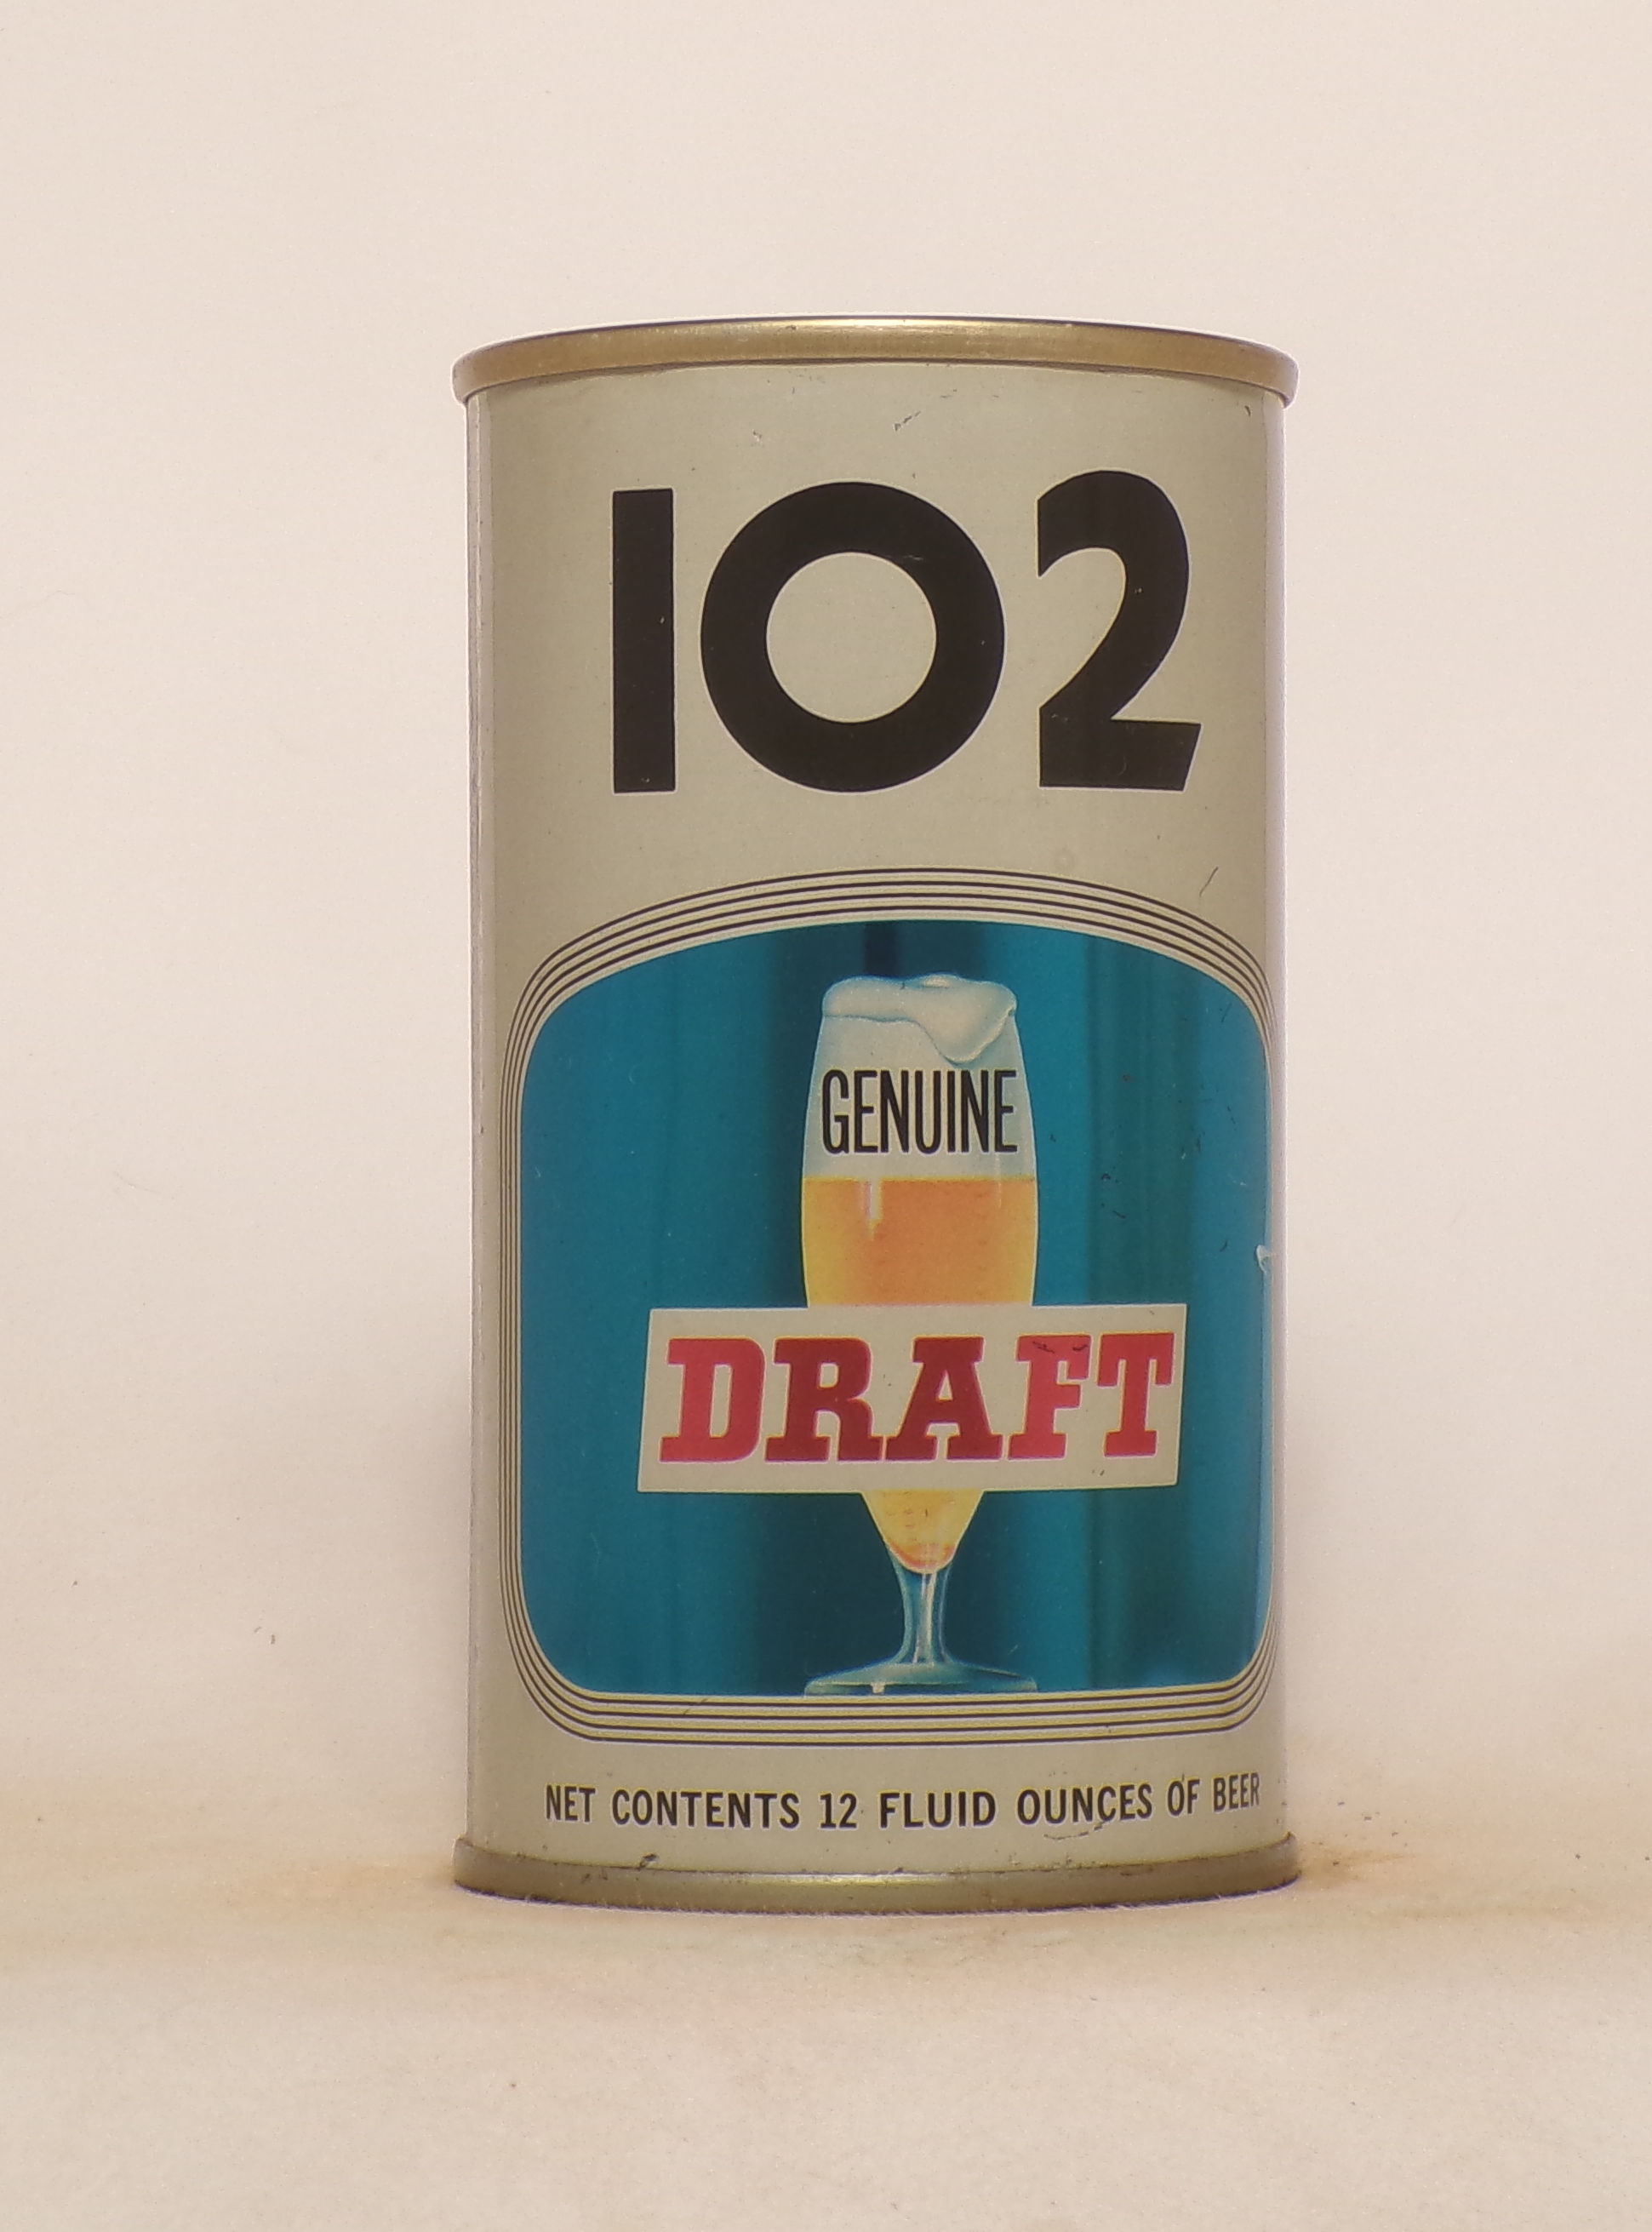 102
GENUINE
DRAFT
NET CONTENTS 12 FLUID OUNCES OF BEER